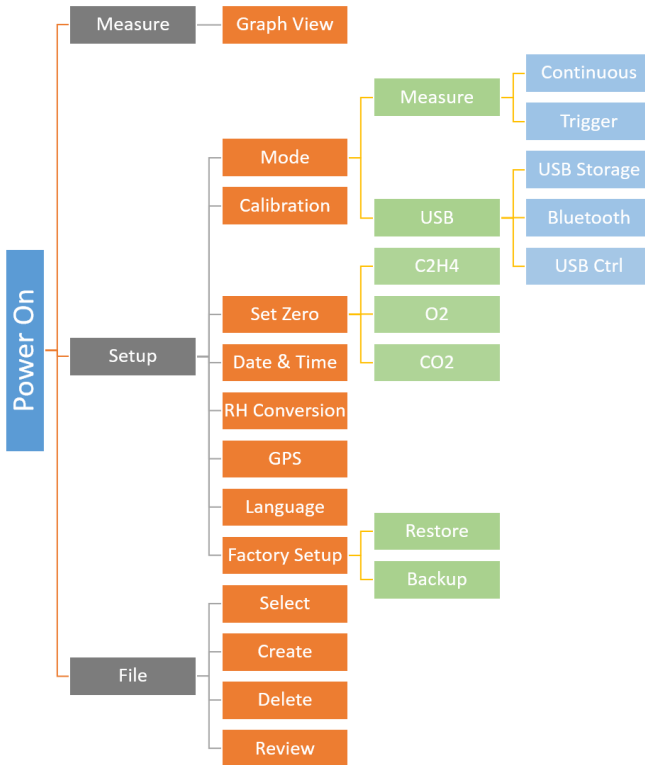 Power On
Measure
Graph View
Setup
Mode
Measure
Continuous
Trigger
USB
USB Storage
Bluetooth
USB Ctrl
Calibration
Set Zero
C2H4
O2
CO2
Date & Time
RH Conversion
GPS
Language
Factory Setup
Restore
Backup
File
Select
Create
Delete
Review